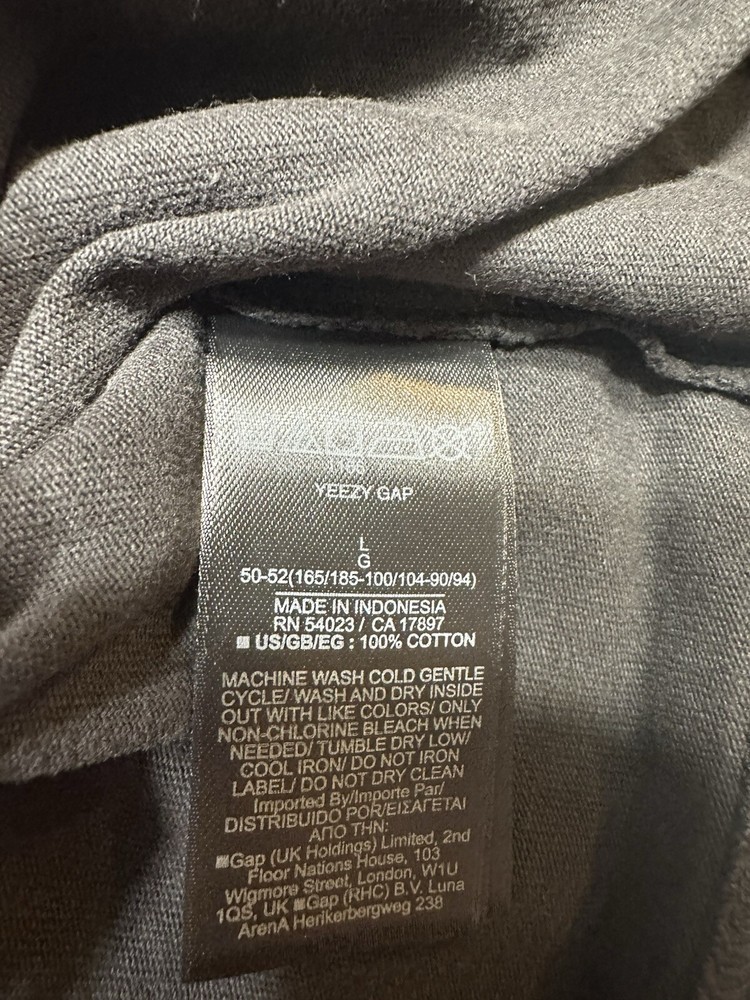 YEEZY GAP
L
G
50-52(165/185-100/104-90/94)
MADE IN INDONESIA
RN 54023 / CA 17897
US/GB/EG : 100% COTTON
MACHINE WASH COLD GENTLE
CYCLE/ WASH AND DRY INSIDE
OUT WITH LIKE COLORS/ ONLY
NON-CHLORINE BLEACH WHEN
NEEDED/ TUMBLE DRY LOW/
COOL IRON/ DO NOT IRON
LABEL/ DO NOT DRY CLEAN
Imported By/Importe Par/
DISTRIBUIDO POR/ΕΙΣΑΓΕΤΑΙ
ΑΠΟ ΤΗΝ:
Gap (UK Holdings) Limited, 2nd
Floor Nations House, 103
Wigmore Street, London, W1U
1QS, UK Gap (RHC) B.V. Luna
ArenA Herikerbergweg 238